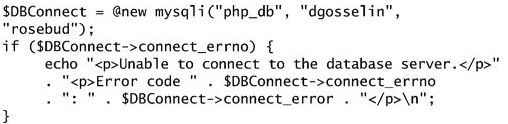 $DBConnect = @new mysqli("php_db", "dgosselin",
"rosebud");
if ($DBConnect->connect_errno) {
     echo "<p>Unable to connect to the database server.</p>"
     . "<p>Error code " . $DBConnect->connect_errno
     . ": " . $DBConnect->connect_error . "</p>\n";
}